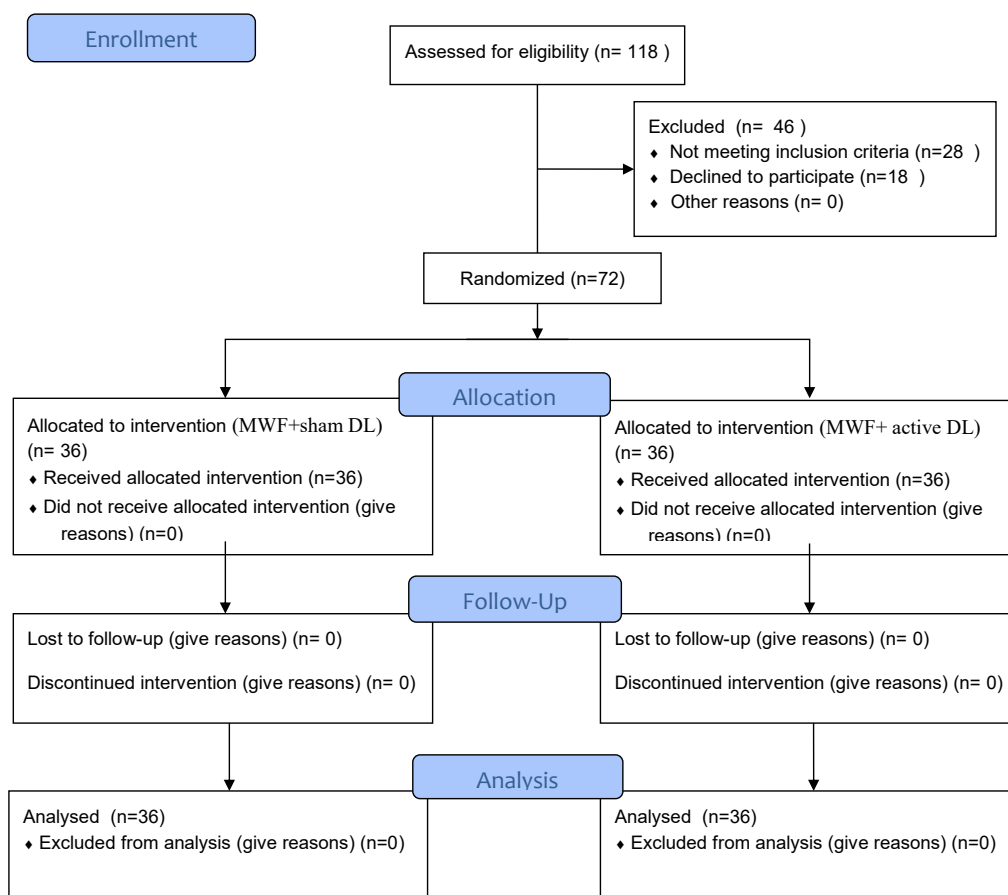 Enrollment
Assessed for eligibility (n= 118 )
Excluded (n= 46 )
♦ Not meeting inclusion criteria (n=28 )
♦ Declined to participate (n=18 )
♦ Other reasons (n= 0)
Randomized (n=72)
Allocation
Allocated to intervention (MWF+sham DL)
(n= 36)
♦ Received allocated intervention (n=36)
♦ Did not receive allocated intervention (give
reasons) (n=0)
Allocated to intervention (MWF+ active DL)
(n= 36)
♦ Received allocated intervention (n=36)
♦ Did not receive allocated intervention (give
reasons) (n=0)
Follow-Up
Lost to follow-up (give reasons) (n= 0)
Discontinued intervention (give reasons) (n= 0)
Lost to follow-up (give reasons) (n= 0)
Discontinued intervention (give reasons) (n= 0)
Analysis
Analysed (n=36)
♦ Excluded from analysis (give reasons) (n=0)
Analysed (n=36)
♦ Excluded from analysis (give reasons) (n=0)